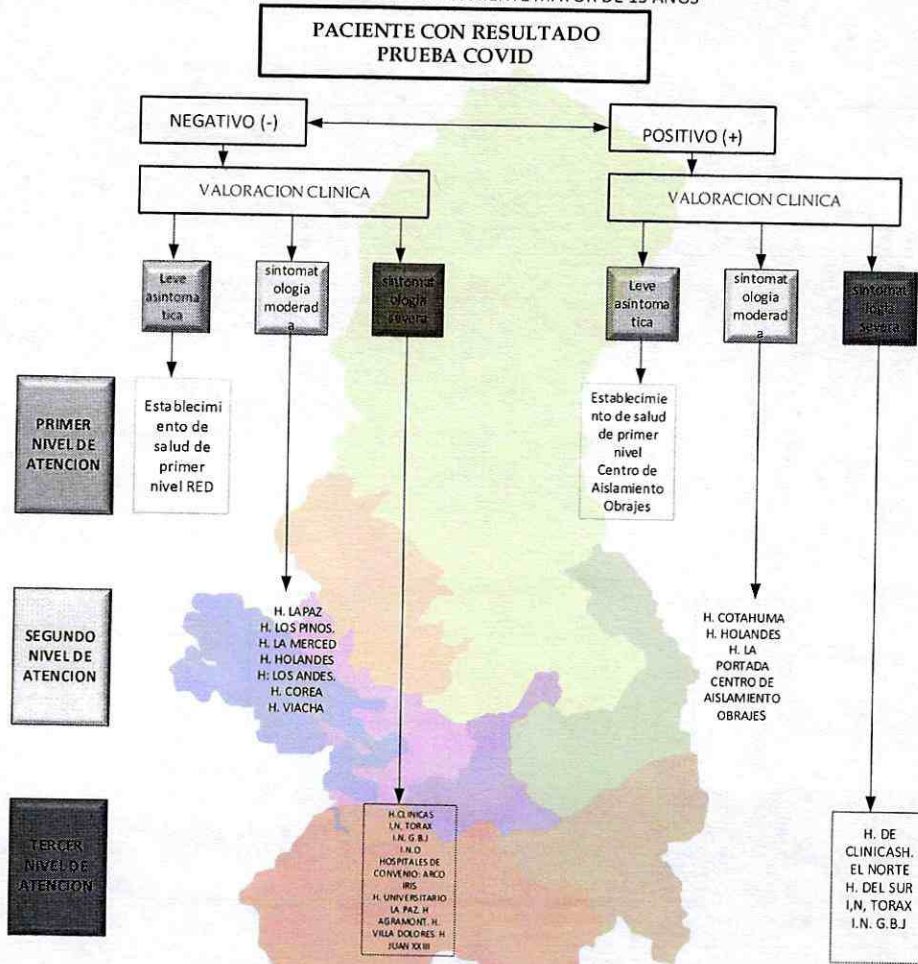 MAYOR DE 15 AÑOS
PACIENTE CON RESULTADO
PRUEBA COVID
NEGATIVO (-)
POSITIVO (+)
VALORACION CLINICA
VALORACION CLINICA
Leve
asintoma
tica
sintomat
ologia
moderad
a
sintomat
ologia
severa
Leve
asintoma
tica
sintomat
ologia
moderad
a
sintomat
ologia
severa
PRIMER
NIVEL DE
ATENCION
Establecimi
ento de
salud de
primer
nivel RED
Establecimie
nto de salud
de primer
nivel
Centro de
Aislamiento
Obrajes
SEGUNDO
NIVEL DE
ATENCION
H. LA PAZ
H. LOS PINOS.
H. LA MERCED
H. HOLANDES
H: LOS ANDES.
H. COREA
H. VIACHA
H. COTAHUMA
H. HOLANDES
H. LA
PORTADA
CENTRO DE
AISLAMIENTO
OBRAJES
TERCER
NIVEL DE
ATENCION
H.CLINICAS
I,N, TORAX
I.N. G.B.J
I.N.O
HOSPITALES DE
CONVENIO: ARCO
IRIS
H. UNIVERSITARIO
LA PAZ. H
AGRAMONT. H.
VILLA DOLORES. H
JUAN XXIII
H. DE
CLINICASH.
EL NORTE
H. DEL SUR
I,N, TORAX
I.N. G.B.J